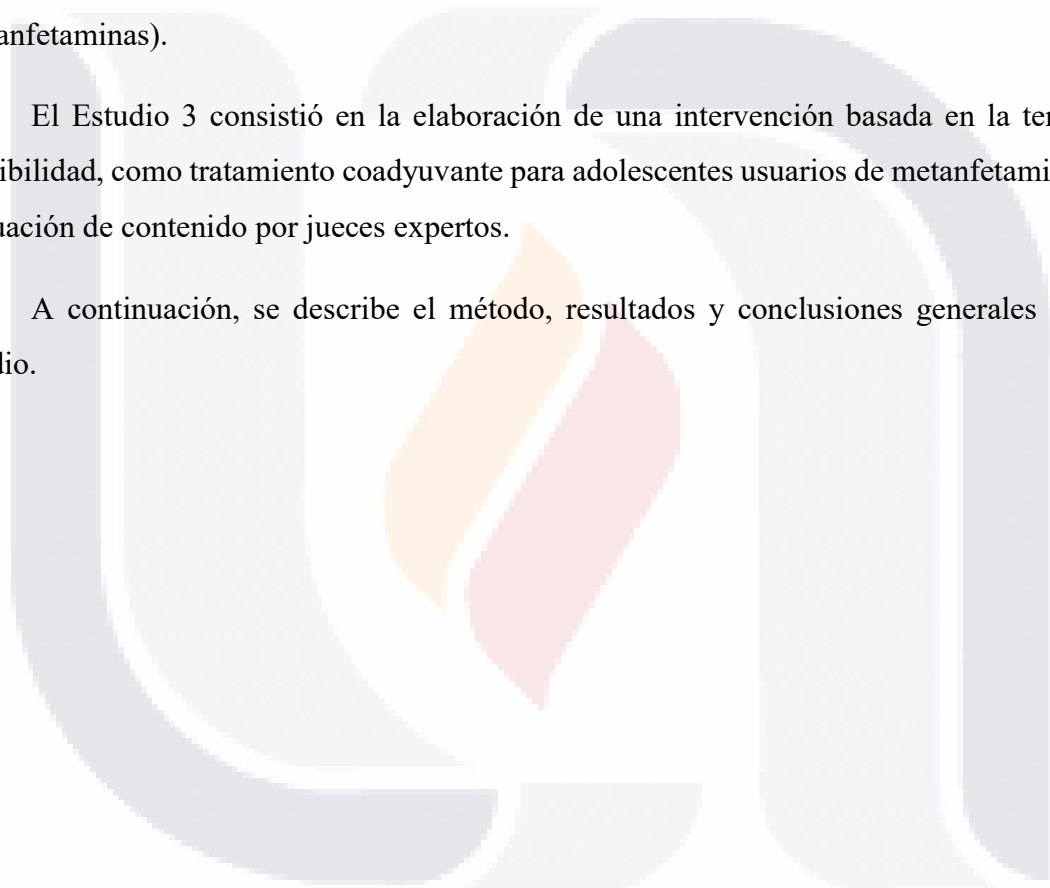 anfetaminas).
El Estudio 3 consistió en la elaboración de una intervención basada en la ter
ibilidad, como tratamiento coadyuvante para adolescentes usuarios de metanfetami
uación de contenido por jueces expertos.
A continuación, se describe el método, resultados y conclusiones generales
dio.